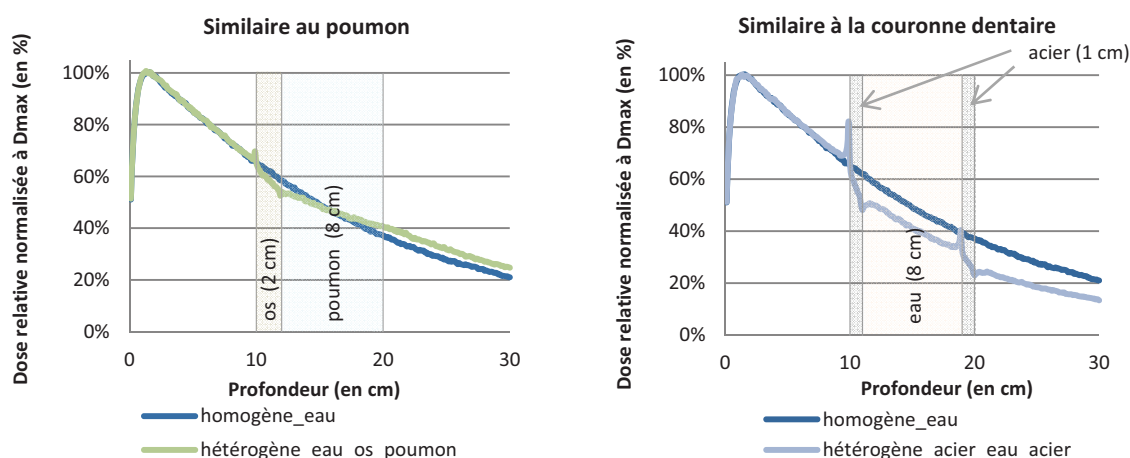 Similaire au poumon
Dose relative normalisée à Dmax (en %)
100%
80%
60%
40%
20%
0%
os (2 cm)
poumon (8 cm)
0
10
20
30
Profondeur (en cm)
homogène_eau
hétérogène_eau_os_poumon
Similaire à la couronne dentaire
acier (1 cm)
Dose relative normalisée à Dmax (en %)
100%
80%
60%
40%
20%
0%
eau (8 cm)
0
10
20
30
Profondeur (en cm)
homogène_eau
hétérogène_acier_eau_acier